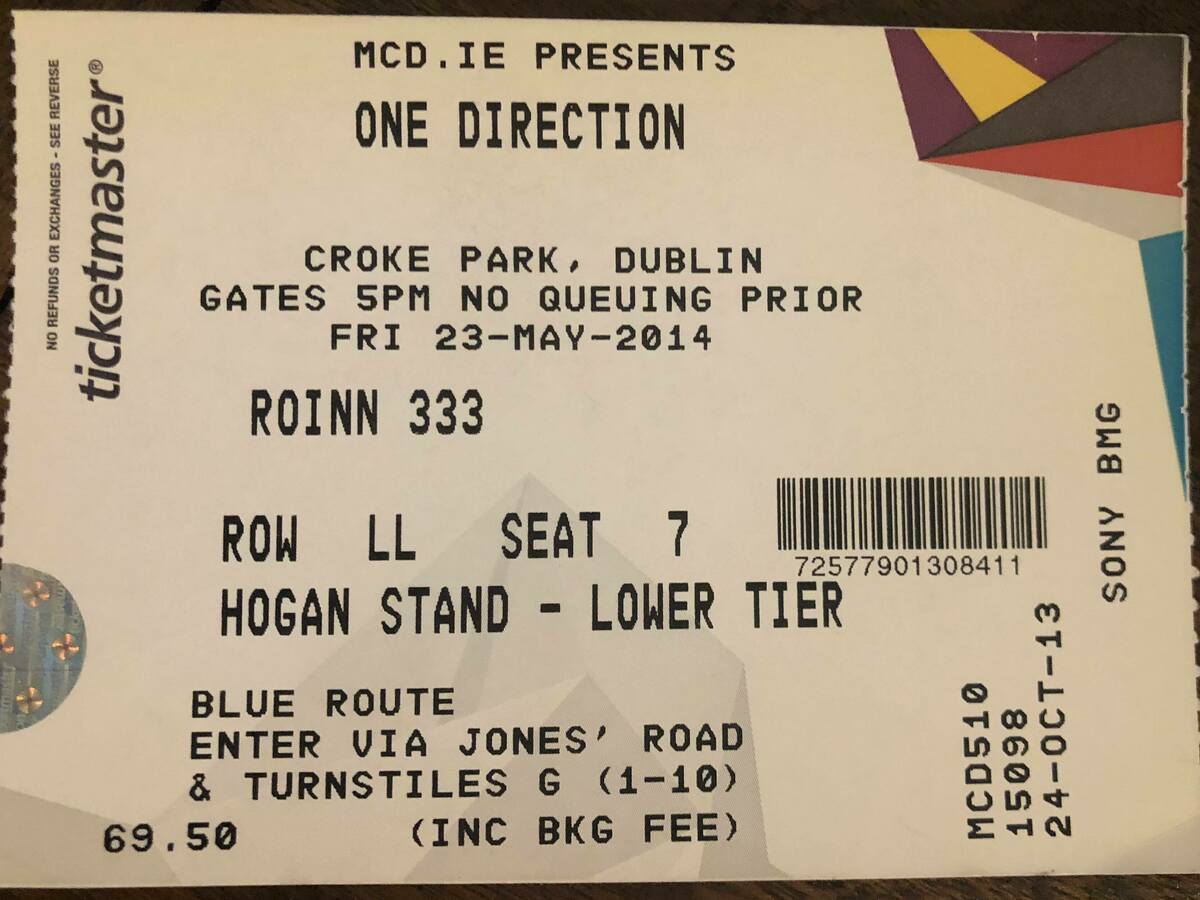 MCD.IE PRESENTS
ONE DIRECTION
CROKE PARK, DUBLIN
GATES 5PM NO QUEUING PRIOR
FRI 23-MAY-2014
ROINN 333
ROW LL SEAT 7
HOGAN STAND - LOWER TIER
BLUE ROUTE
ENTER VIA JONES' ROAD
& TURNSTILES G (1-10)
69.50 (INC BKG FEE)
NO REFUNDS OR EXCHANGES - SEE REVERSE
ticketmaster®
72577901308411
SONY BMG
MCD510
15098
24-OCT-13